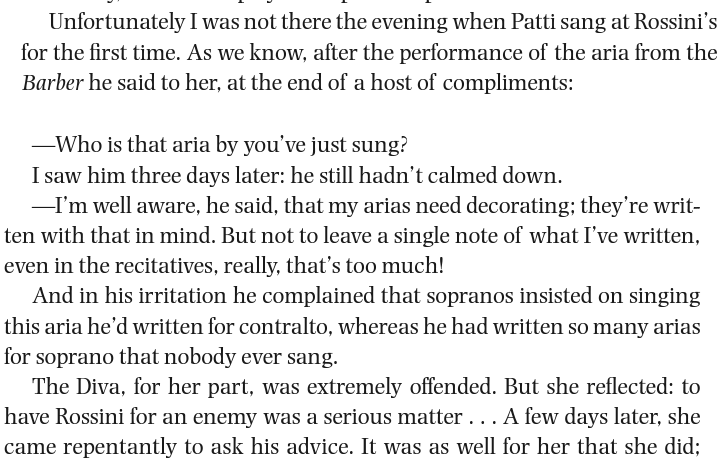 Unfortunately I was not there the evening when Patti sang at Rossini’s
for the first time. As we know, after the performance of the aria from the
Barber he said to her, at the end of a host of compliments:
—Who is that aria by you’ve just sung?
I saw him three days later: he still hadn’t calmed down.
—I’m well aware, he said, that my arias need decorating; they’re writ-
ten with that in mind. But not to leave a single note of what I’ve written,
even in the recitatives, really, that’s too much!
And in his irritation he complained that sopranos insisted on singing
this aria he’d written for contralto, whereas he had written so many arias
for soprano that nobody ever sang.
The Diva, for her part, was extremely offended. But she reflected: to
have Rossini for an enemy was a serious matter . . . A few days later, she
came repentantly to ask his advice. It was as well for her that she did;